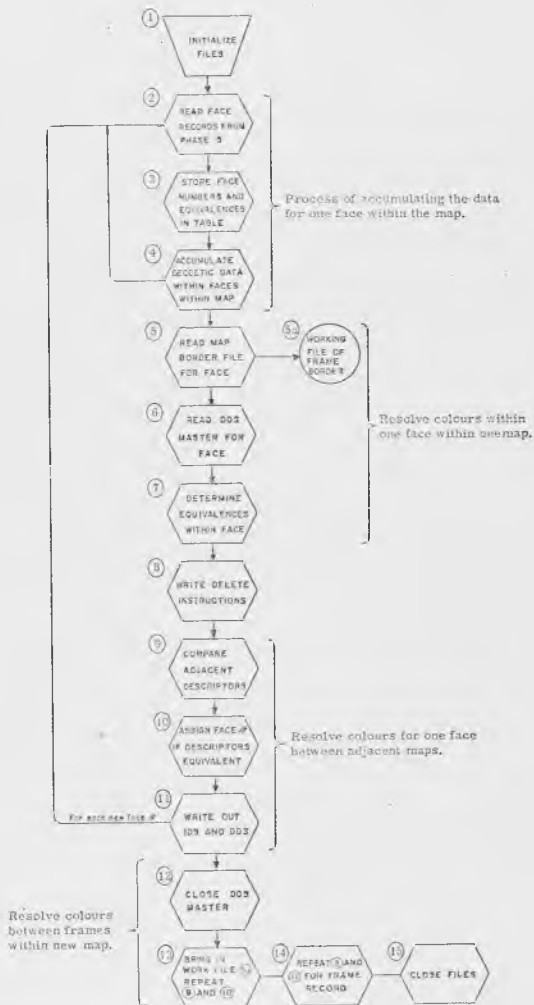 1
INITIALIZE
FILES
2
READ FACE
RECORDS FROM
PHASE 5
3
STORE FACE
NUMBERS AND
EQUIVALENCES
IN TABLE
4
ACCUMULATE
GEODETIC DATA
WITHIN FACES
WITHIN MAP
Process of accumulating the data
for one face within the map.
5
READ MAP
BORDER FILE
FOR FACE
5a
WORKING
FILE OF
FRAME
BORDER
6
READ DDS
MASTER FOR
FACE
7
DETERMINE
EQUIVALENCES
WITHIN FACE
Resolve colours within
one face within one map.
8
WRITE DELETE
INSTRUCTIONS
9
COMPARE
ADJACENT
DESCRIPTORS
10
ASSIGN FACE #
IF DESCRIPTORS
EQUIVALENT
11
WRITE OUT
IDS AND DDS
For each new face #
Resolve colours for one face
between adjacent maps.
12
CLOSE DDS
MASTER
Resolve colours
between frames
within new map.
13
BRING IN
WORK FILE
REPEAT
9 AND 10
14
REPEAT AND
FOR FRAME
RECORD
15
CLOSE FILES